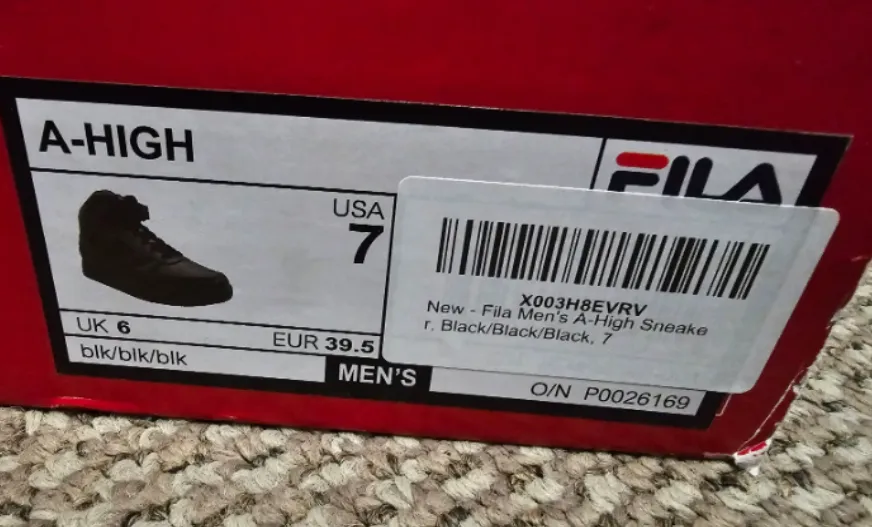 A-HIGH
FILA
USA
7
UK 6
EUR 39.5
blk/blk/blk
MEN'S
X003H8EVRV
New - Fila Men's A-High Sneake
r, Black/Black/Black, 7
O/N P0026169